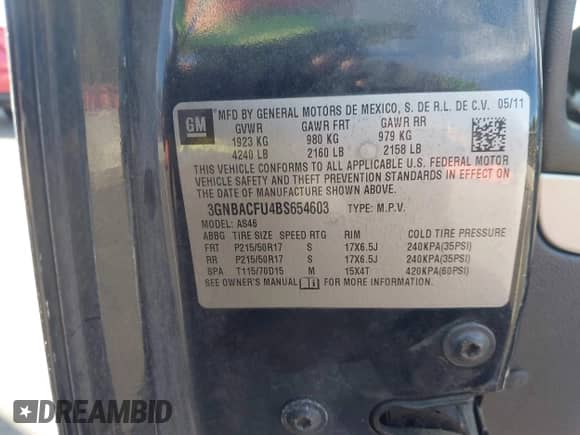 GM
MFD BY GENERAL MOTORS DE MEXICO, S. DE R.L. DE C.V. 05/11
GVWR GAWR FRT GAWR RR
1923 KG 980 KG 979 KG
4240 LB 2160 LB 2158 LB
THIS VEHICLE CONFORMS TO ALL APPLICABLE U.S. FEDERAL MOTOR
VEHICLE SAFETY AND THEFT PREVENTION STANDARDS IN EFFECT ON
THE DATE OF MANUFACTURE SHOWN ABOVE.
3GNBACFU4BS654603 TYPE: M.P.V.
MODEL: AS46
ABBG TIRE SIZE SPEED RTG RIM COLD TIRE PRESSURE
FRT P215/50R17 S 17X6.5J 240KPA(35PSI)
RR P215/50R17 S 17X6.5J 240KPA(35PSI)
SPA T115/70D15 M 15X4T 420KPA(60PSI)
SEE OWNER'S MANUAL FOR MORE INFORMATION.
DREAMBID